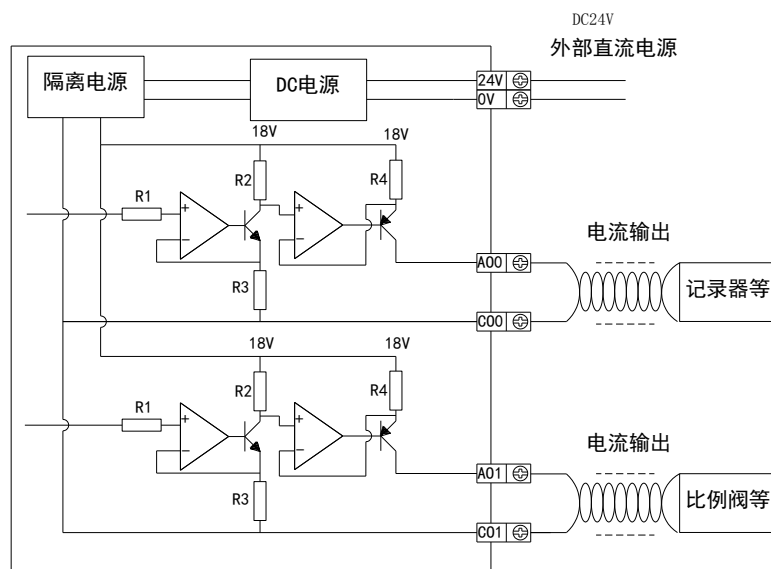 DC24V
外部直流电源
隔离电源
DC电源
24V
0V
18V
18V
R1
+
−
R2
R3
+
−
R4
A00
C00
电流输出
记录器等
18V
18V
R1
+
−
R2
R3
+
−
R4
A01
C01
电流输出
比例阀等